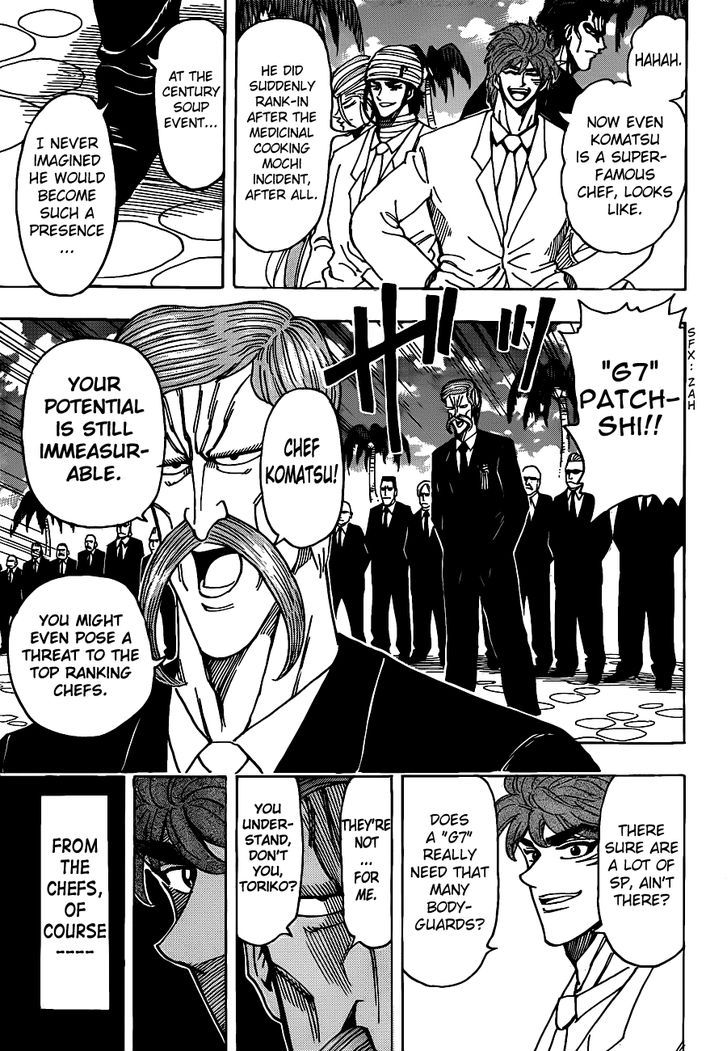 HAHAH.
NOW EVEN
KOMATSU
IS A SUPER-
FAMOUS
CHEF, LOOKS
LIKE.
HE DID
SUDDENLY
RANK-IN
AFTER THE
MEDICINAL
COOKING
MOCHI
INCIDENT,
AFTER ALL.
AT THE
CENTURY
SOUP
EVENT...
I NEVER
IMAGINED
HE WOULD
BECOME
SUCH A
PRESENCE
...
SFX: ZAH
"G7"
PATCH-
SHI!!
CHEF
KOMATSU!
YOUR
POTENTIAL
IS STILL
IMMEASUR-
ABLE.
YOU MIGHT
EVEN POSE A
THREAT TO THE
TOP RANKING
CHEFS.
THERE
SURE ARE
A LOT OF
SP, AIN'T
THERE?
DOES
A "G7"
REALLY
NEED THAT
MANY
BODY-
GUARDS?
THEY'RE
NOT
...
FOR
ME.
YOU
UNDER-
STAND,
DON'T
YOU,
TORIKO?
FROM
THE
CHEFS,
OF
COURSE
----